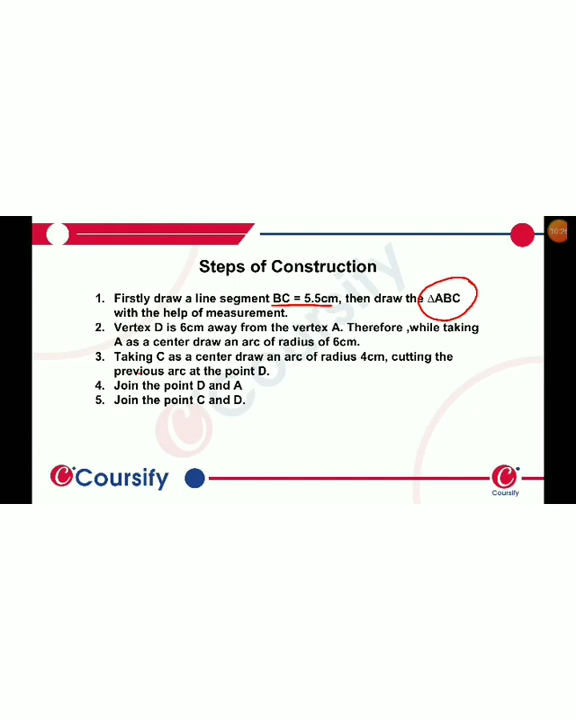 10:26
Steps of Construction
1. Firstly draw a line segment BC = 5.5cm, then draw the ∆ABC
with the help of measurement.
2. Vertex D is 6cm away from the vertex A. Therefore ,while taking
A as a center draw an arc of radius of 6cm.
3. Taking C as a center draw an arc of radius 4cm, cutting the
previous arc at the point D.
4. Join the point D and A
5. Join the point C and D.
Coursify
Coursify
Coursify